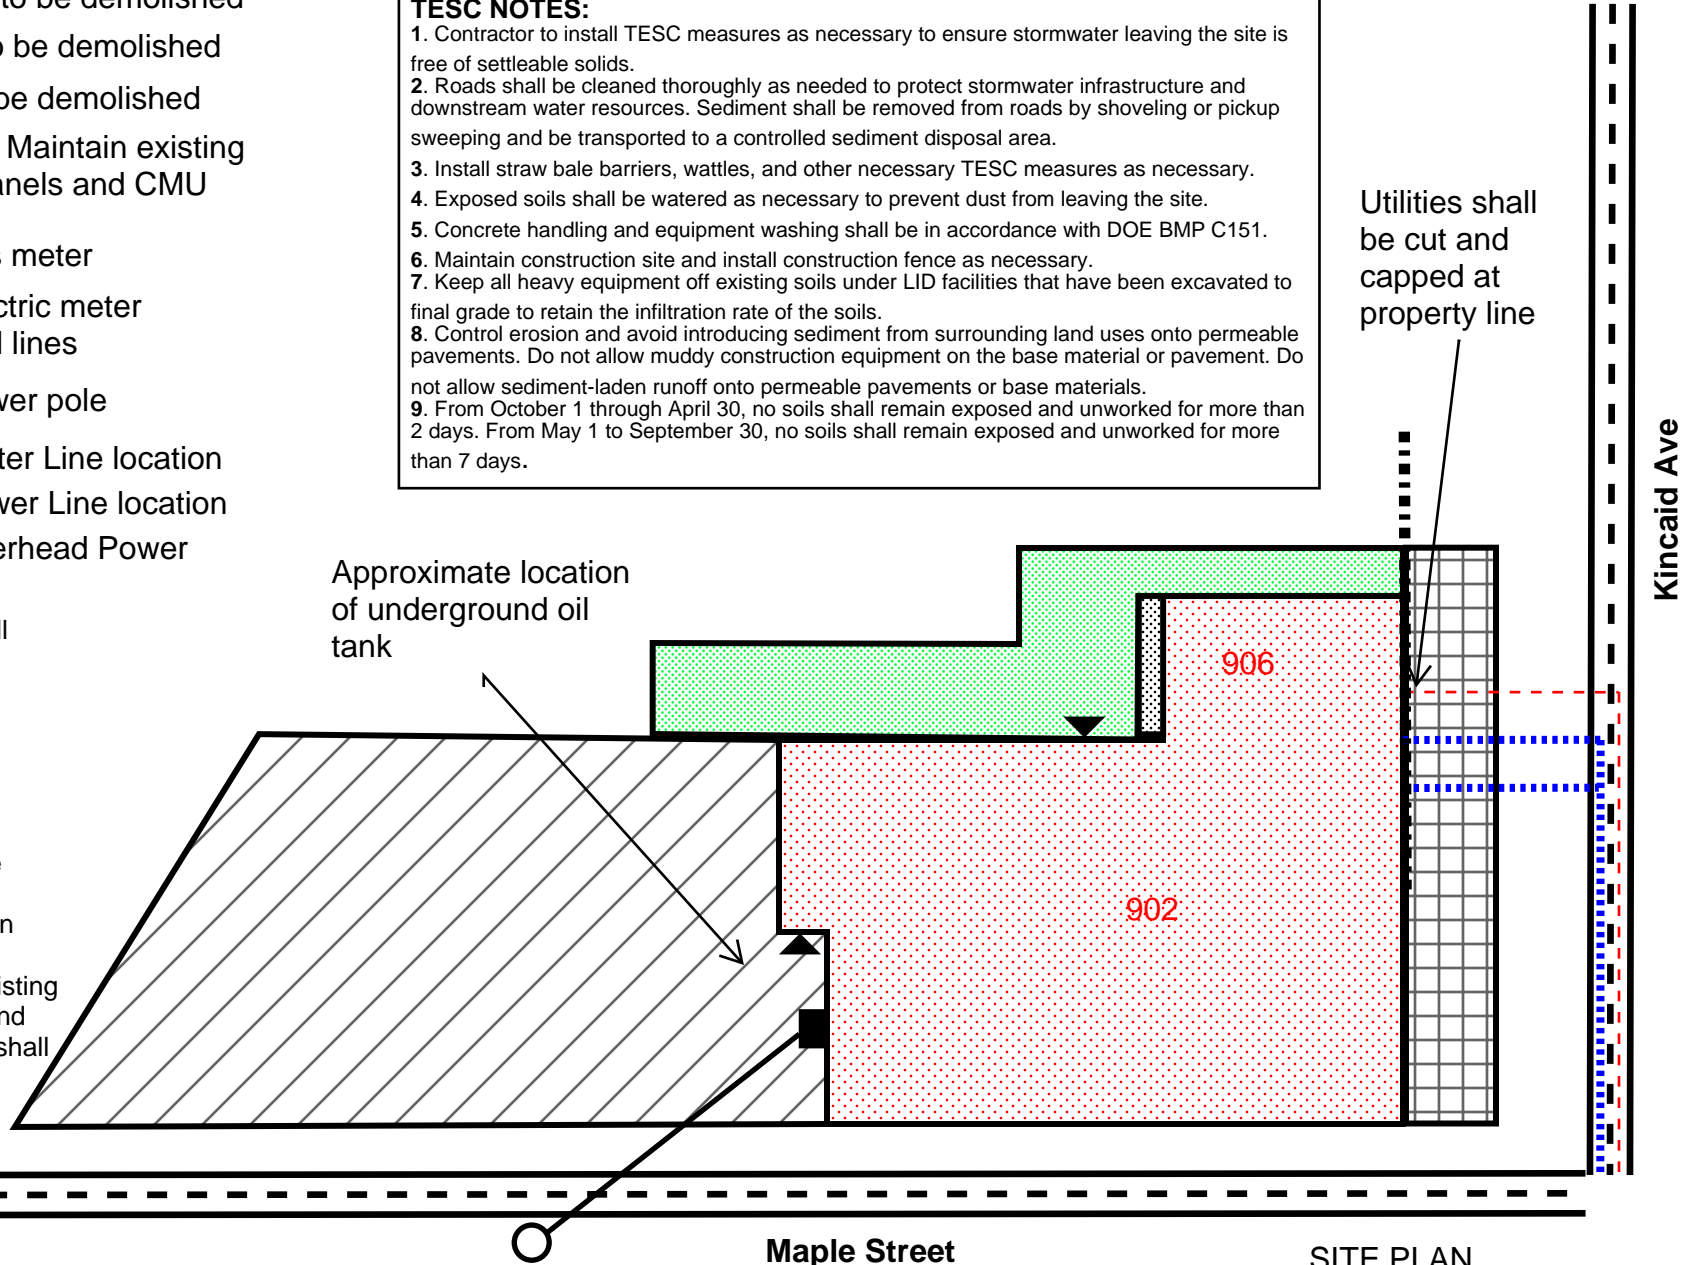 to be demolished
be demolished
be demolished
Maintain existing
and CMU
meter
meter
lines
pole
Line location
Line location
Power
shall
TESC NOTES:
1. Contractor to install TESC measures as necessary to ensure stormwater leaving the site is
free of settleable solids.
2. Roads shall be cleaned thoroughly as needed to protect stormwater infrastructure and
downstream water resources. Sediment shall be removed from roads by shoveling or pickup
sweeping and be transported to a controlled sediment disposal area.
3. Install straw bale barriers, wattles, and other necessary TESC measures as necessary.
4. Exposed soils shall be watered as necessary to prevent dust from leaving the site.
5. Concrete handling and equipment washing shall be in accordance with DOE BMP C151.
6. Maintain construction site and install construction fence as necessary.
7. Keep all heavy equipment off existing soils under LID facilities that have been excavated to
final grade to retain the infiltration rate of the soils.
8. Control erosion and avoid introducing sediment from surrounding land uses onto permeable
pavements. Do not allow muddy construction equipment on the base material or pavement. Do
not allow sediment-laden runoff onto permeable pavements or base materials.
9. From October 1 through April 30, no soils shall remain exposed and unworked for more than
2 days. From May 1 to September 30, no soils shall remain exposed and unworked for more
than 7 days.
Utilities shall
be cut and
capped at
property line
Kincaid Ave
Approximate location
of underground oil
tank
906
902
Maple Street
SITE PLAN